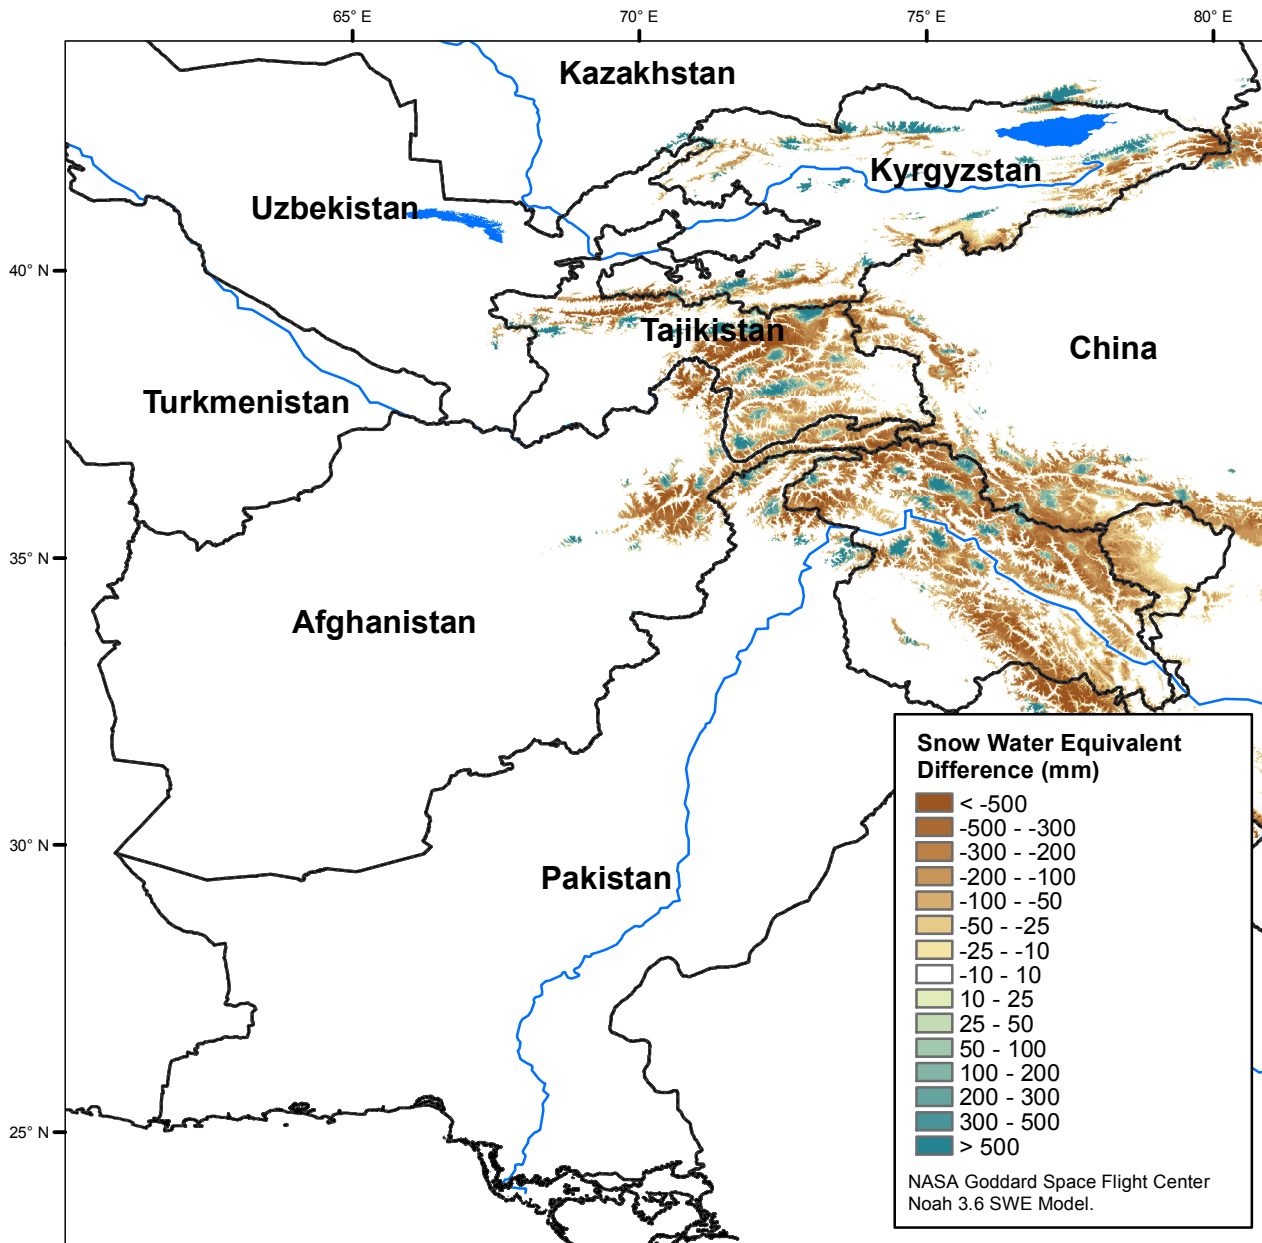 65° E
70° E
75° E
80° E
Kazakhstan
Kyrgyzstan
Uzbekistan
40° N
Tajikistan
China
Turkmenistan
35° N
Afghanistan
30° N
Pakistan
25° N
Snow Water Equivalent
Difference (mm)
< -500
-500 - -300
-300 - -200
-200 - -100
-100 - -50
-50 - -25
-25 - -10
-10 - 10
10 - 25
25 - 50
50 - 100
100 - 200
200 - 300
300 - 500
> 500
NASA Goddard Space Flight Center
Noah 3.6 SWE Model.